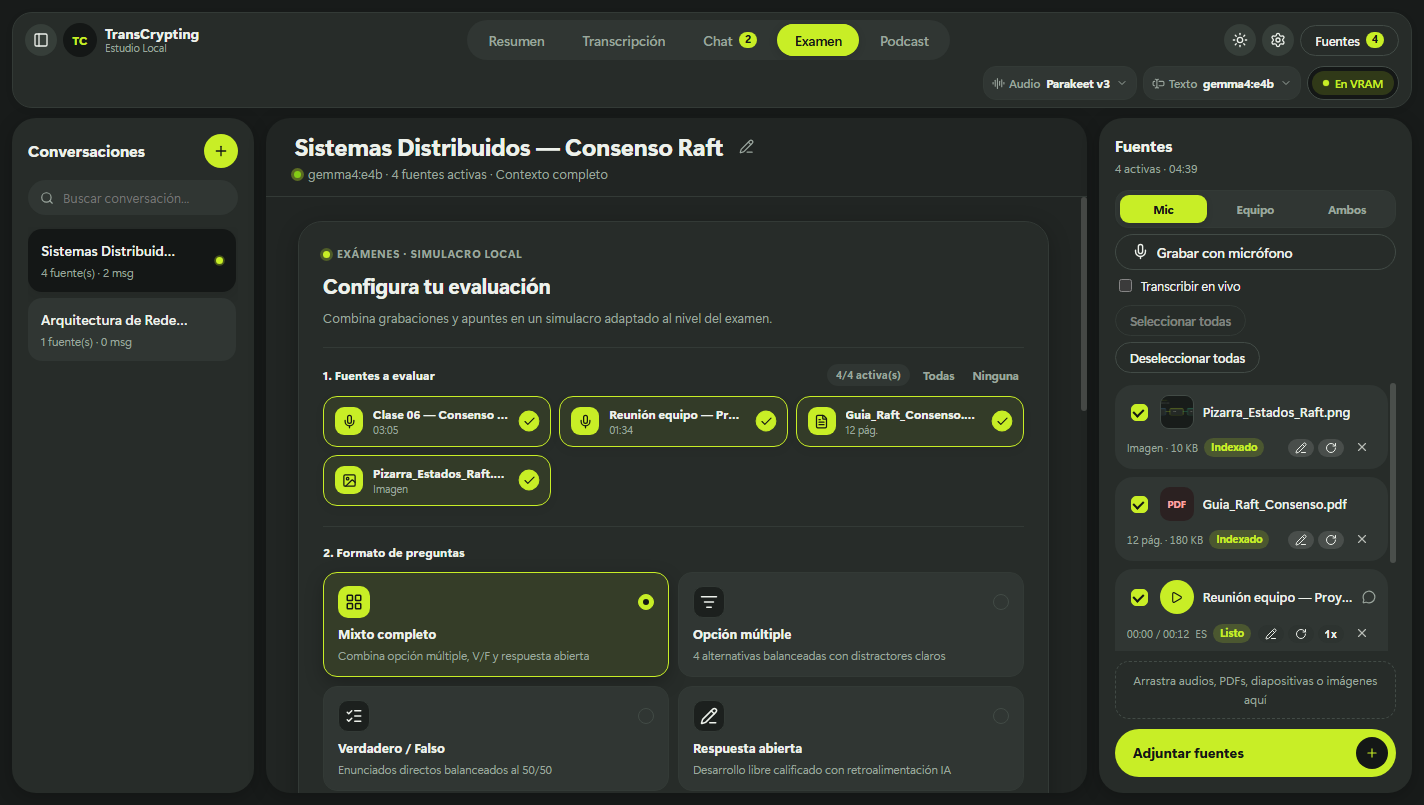 TC
TransCrypting
Estudio Local
Resumen
Transcripción
Chat 2
Examen
Podcast
Fuentes 4
Audio Parakeet v3
Texto gemma4:e4b
En VRAM
Conversaciones
+
Buscar conversación...
Sistemas Distribuid...
4 fuente(s) · 2 msg
Arquitectura de Rede...
1 fuente(s) · 0 msg
Sistemas Distribuidos — Consenso Raft
gemma4:e4b · 4 fuentes activas · Contexto completo
EXÁMENES · SIMULACRO LOCAL
Configura tu evaluación
Combina grabaciones y apuntes en un simulacro adaptado al nivel del examen.
1. Fuentes a evaluar
4/4 activa(s) Todas Ninguna
Clase 06 — Consenso ...
03:05
Reunión equipo — Pr...
01:34
Guia_Raft_Consenso....
12 pág.
Pizarra_Estados_Raft....
Imagen
2. Formato de preguntas
Mixto completo
Combina opción múltiple, V/F y respuesta abierta
Opción múltiple
4 alternativas balanceadas con distractores claros
Verdadero / Falso
Enunciados directos balanceados al 50/50
Respuesta abierta
Desarrollo libre calificado con retroalimentación IA
Fuentes
4 activas · 04:39
Mic
Equipo
Ambos
Grabar con micrófono
Transcribir en vivo
Seleccionar todas
Deseleccionar todas
Pizarra_Estados_Raft.png
Imagen · 10 KB Indexado
PDF
Guia_Raft_Consenso.pdf
12 pág. · 180 KB Indexado
Reunión equipo — Proy...
00:00 / 00:12 ES Listo 1x
Arrastra audios, PDFs, diapositivas o imágenes
aquí
Adjuntar fuentes +